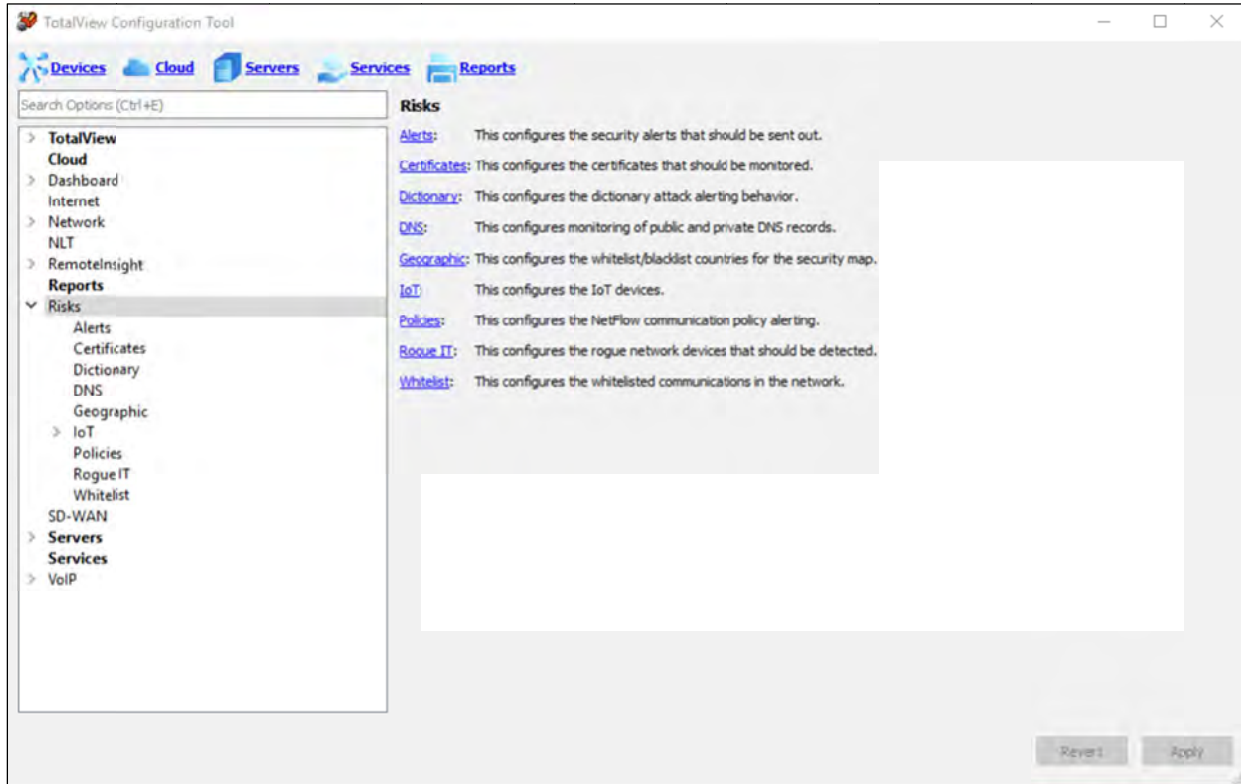 TotalView Configuration Tool
Devices Cloud Servers Services Reports
Search Options (Ctrl+E)
TotalView
Cloud
Dashboard
Internet
Network
NLT
RemoteInsight
Reports
Risks
Alerts
Certificates
Dictionary
DNS
Geographic
IoT
Policies
Rogue IT
Whitelist
SD-WAN
Servers
Services
VoIP
Risks
Alerts: This configures the security alerts that should be sent out.
Certificates: This configures the certificates that should be monitored.
Dictionary: This configures the dictionary attack alerting behavior.
DNS: This configures monitoring of public and private DNS records.
Geographic: This configures the whitelist/blacklist countries for the security map.
IoT This configures the IoT devices.
Policies: This configures the NetFlow communication policy alerting.
Rogue IT: This configures the rogue network devices that should be detected.
Whitelist: This configures the whitelisted communications in the network.
Revert Apply